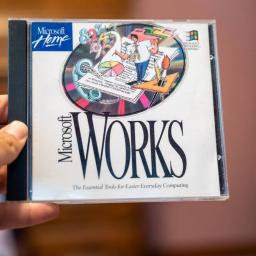 Microsoft
Home
Microsoft
WORKS
The Essential Tools for Easier Everyday Computing